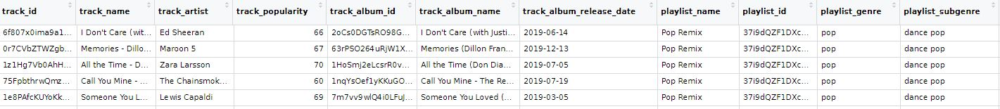 track_id track_name track_artist track_popularity track_album_id track_album_name track_album_release_date playlist_name playlist_id playlist_genre playlist_subgenre
6f807x0ima9a1... I Don't Care (wit... Ed Sheeran 66 2oCs0DGTsRO98G... I Don't Care (with Justi... 2019-06-14 Pop Remix 37i9dQZF1DXc... pop dance pop
0r7CVbZTWZgb... Memories - Dillo... Maroon 5 67 63rPSO264uRjW1X... Memories (Dillon Fran... 2019-12-13 Pop Remix 37i9dQZF1DXc... pop dance pop
1z1Hg7Vb0AhH... All the Time - D... Zara Larsson 70 1HoSmj2eLcsrR0v... All the Time (Don Dia... 2019-07-05 Pop Remix 37i9dQZF1DXc... pop dance pop
75FpbthrwQmz... Call You Mine - ... The Chainsmok... 60 1nqYsOef1yKKuGO... Call You Mine - The Re... 2019-07-19 Pop Remix 37i9dQZF1DXc... pop dance pop
1e8PAfcKUYoKk... Someone You L... Lewis Capaldi 69 7m7vv9wlQ4i0LFuJ... Someone You Loved (... 2019-03-05 Pop Remix 37i9dQZF1DXc... pop dance pop